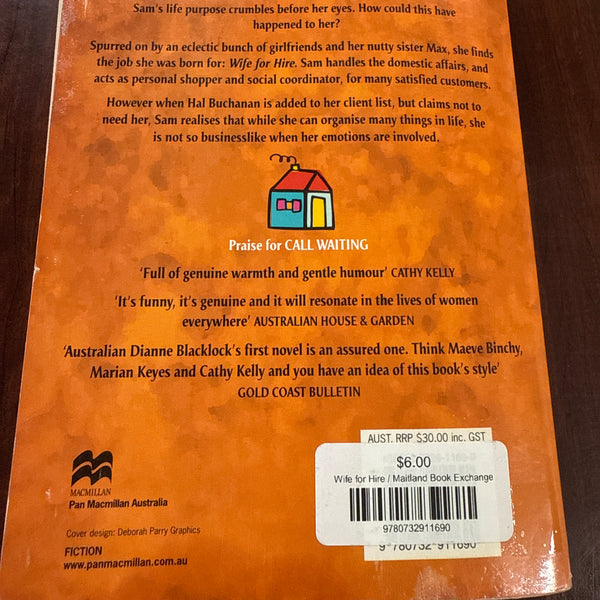 Sam's life purpose crumbles before her eyes. How could this have
happened to her?
Spurred on by an eclectic bunch of girlfriends and her nutty sister Max, she finds
the job she was born for: Wife for Hire. Sam handles the domestic affairs, and
acts as personal shopper and social coordinator, for many satisfied customers.
However when Hal Buchanan is added to her client list, but claims not to
need her, Sam realises that while she can organise many things in life, she
is not so businesslike when her emotions are involved.
Praise for CALL WAITING
'Full of genuine warmth and gentle humour' CATHY KELLY
'It's funny, it's genuine and it will resonate in the lives of women
everywhere' AUSTRALIAN HOUSE & GARDEN
'Australian Dianne Blacklock's first novel is an assured one. Think Maeve Binchy,
Marian Keyes and Cathy Kelly and you have an idea of this book's style'
GOLD COAST BULLETIN
AUST. RRP $30.00 inc. GST
$6.00
Wife for Hire / Maitland Book Exchange
9780732911690
9 780732 911690
MACMILLAN
Pan Macmillan Australia
Cover design: Deborah Parry Graphics
FICTION
www.panmacmillan.com.au